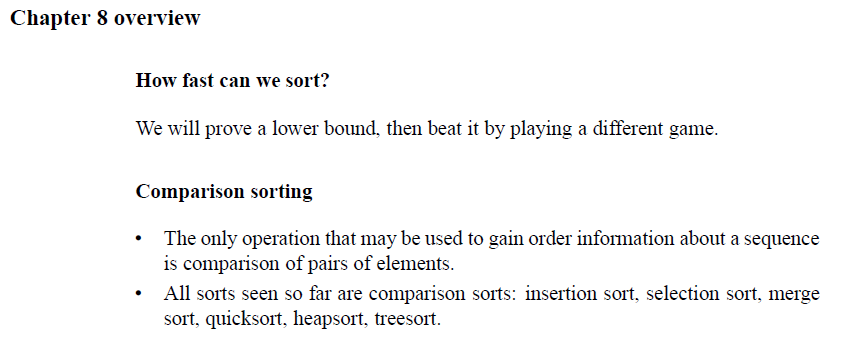 Chapter 8 overview
How fast can we sort?
We will prove a lower bound, then beat it by playing a different game.
Comparison sorting
• The only operation that may be used to gain order information about a sequence
is comparison of pairs of elements.
• All sorts seen so far are comparison sorts: insertion sort, selection sort, merge
sort, quicksort, heapsort, treesort.